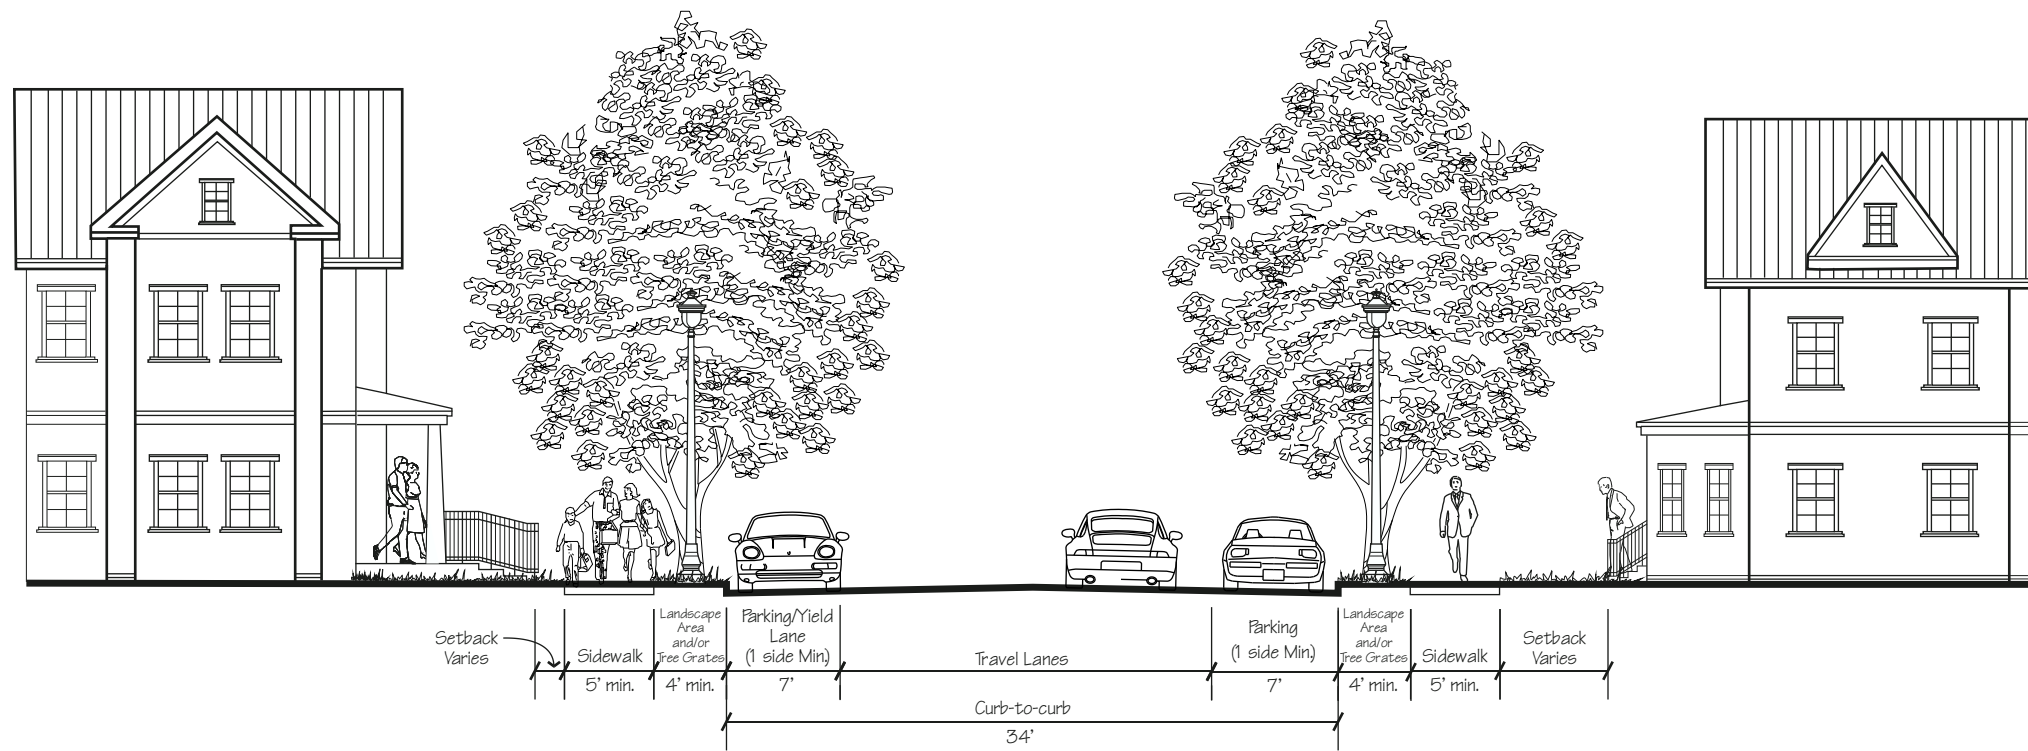 Setback
Varies
Sidewalk
5' min.
Landscape
Area
and/or
Tree Grates
4' min.
Parking/Yield
Lane
(1 side Min.)
7'
Travel Lanes
Parking
(1 side Min.)
7'
Landscape
Area
and/or
Tree Grates
4' min.
Sidewalk
5' min.
Setback
Varies
Curb-to-curb
34'